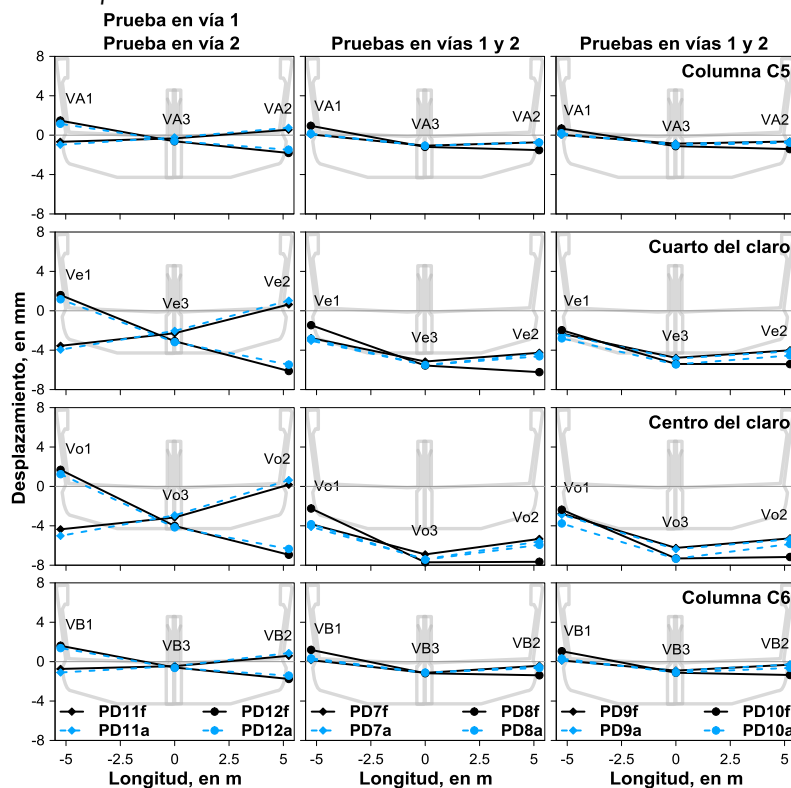 Prueba en vía 1
Prueba en vía 2
Pruebas en vías 1 y 2
Pruebas en vías 1 y 2
Desplazamiento, en mm
8
4
0
-4
-8
VA1
VA3
VA2
VA1
VA3
VA2
Columna C5
VA1
VA3
VA2
8
4
0
-4
-8
Ve1
Ve3
Ve2
Ve1
Ve3
Ve2
Cuarto del claro
Ve1
Ve3
Ve2
8
4
0
-4
-8
Vo1
Vo3
Vo2
Vo1
Vo3
Vo2
Centro del claro
Vo1
Vo3
Vo2
8
4
0
-4
-8
VB1
VB3
VB2
VB1
VB3
VB2
Columna C6
VB1
VB3
VB2
PD11f PD12f
PD11a PD12a
PD7f PD8f
PD7a PD8a
PD9f PD10f
PD9a PD10a
-5 -2.5 0 2.5 5
-5 -2.5 0 2.5 5
-5 -2.5 0 2.5 5
Longitud, en m
Longitud, en m
Longitud, en m